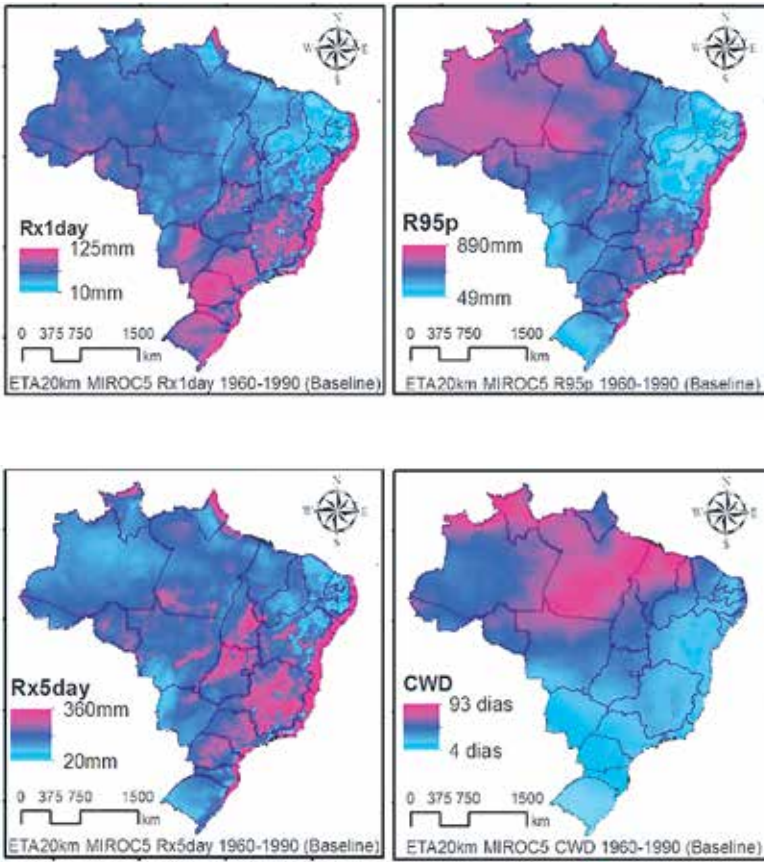 N
W E
S
Rx1day
125mm
10mm
0 375 750 1500
km
ETA20km MIROC5 Rx1day 1960-1990 (Baseline)
N
W E
S
R95p
890mm
49mm
0 375 750 1500
km
ETA20km MIROC5 R95p 1960-1990 (Baseline)
N
W E
S
Rx5day
360mm
20mm
0 375 750 1500
km
ETA20km MIROC5 Rx5day 1960-1990 (Baseline)
N
W E
S
CWD
93 dias
4 dias
0 375 750 1500
km
ETA20km MIROC5 CWD 1960-1990 (Baseline)